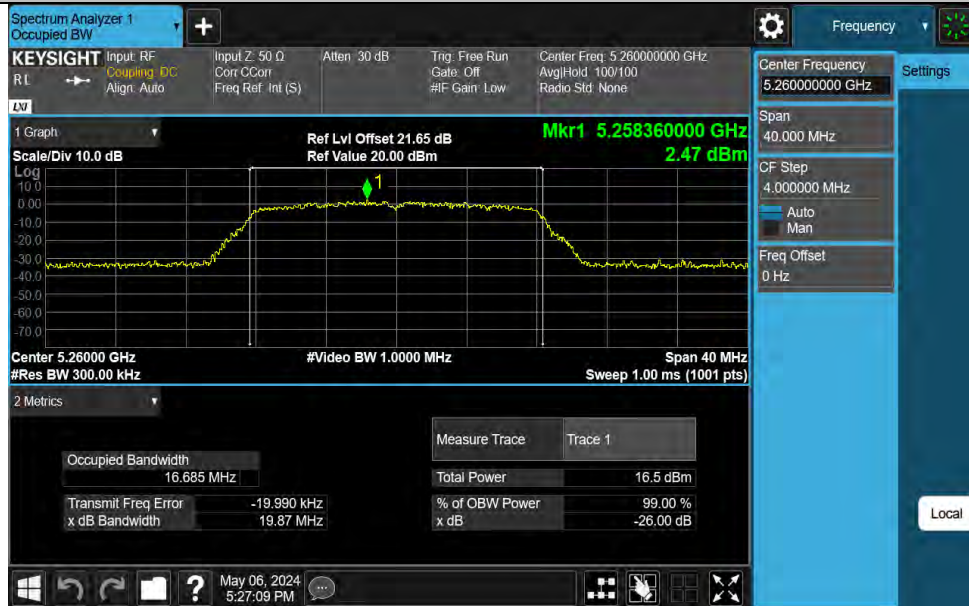 Spectrum Analyzer 1
Occupied BW
+
Frequency
KEYSIGHT Input: RF Input Z: 50 Ω Atten: 30 dB Trig: Free Run Center Freq: 5.260000000 GHz
RL Coupling: DC Corr CCorr Gate: Off Avg|Hold: 100/100
Align: Auto Freq Ref: Int (S) #IF Gain: Low Radio Std: None
LXI
Center Frequency
5.260000000 GHz
Settings
Span
40.000 MHz
CF Step
4.000000 MHz
Auto
Man
Freq Offset
0 Hz
1 Graph
Ref Lvl Offset 21.65 dB
Mkr1 5.258360000 GHz
Scale/Div 10.0 dB
Ref Value 20.00 dBm
2.47 dBm
Log
1
10.0
0.00
-10.0
-20.0
-30.0
-40.0
-50.0
-60.0
-70.0
Center 5.26000 GHz #Video BW 1.0000 MHz Span 40 MHz
#Res BW 300.00 kHz Sweep 1.00 ms (1001 pts)
2 Metrics
Measure Trace Trace 1
Occupied Bandwidth
16.685 MHz
Total Power 16.5 dBm
Transmit Freq Error -19.990 kHz
% of OBW Power 99.00 %
x dB Bandwidth 19.87 MHz
x dB -26.00 dB
Local
? May 06, 2024
5:27:09 PM